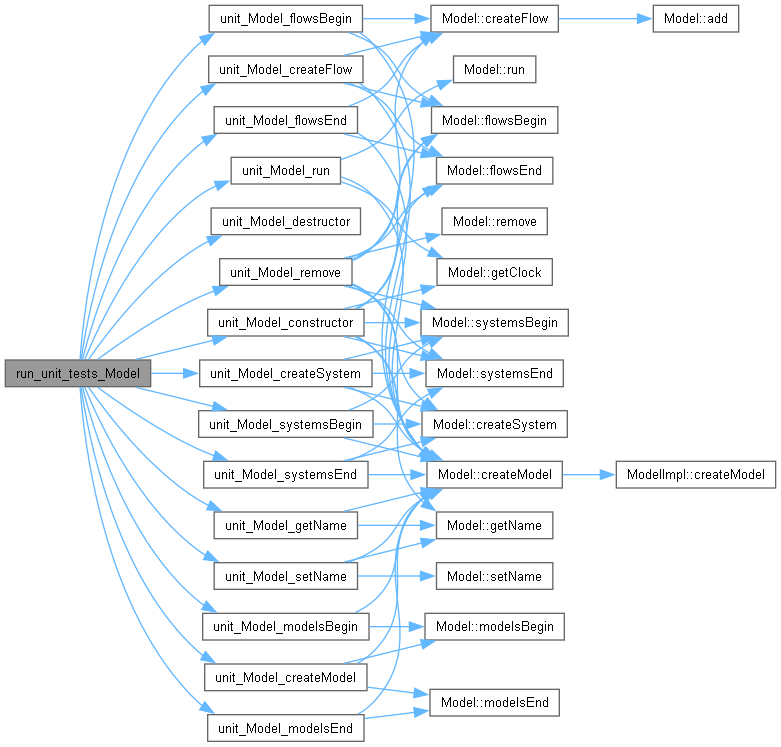 run_unit_tests_Model
unit_Model_flowsBegin
unit_Model_createFlow
unit_Model_flowsEnd
unit_Model_run
unit_Model_destructor
unit_Model_remove
unit_Model_constructor
unit_Model_createSystem
unit_Model_systemsBegin
unit_Model_systemsEnd
unit_Model_getName
unit_Model_setName
unit_Model_modelsBegin
unit_Model_createModel
unit_Model_modelsEnd
Model::createFlow
Model::run
Model::flowsBegin
Model::flowsEnd
Model::remove
Model::getClock
Model::systemsBegin
Model::systemsEnd
Model::createSystem
Model::createModel
Model::getName
Model::setName
Model::modelsBegin
Model::modelsEnd
Model::add
ModelImpl::createModel